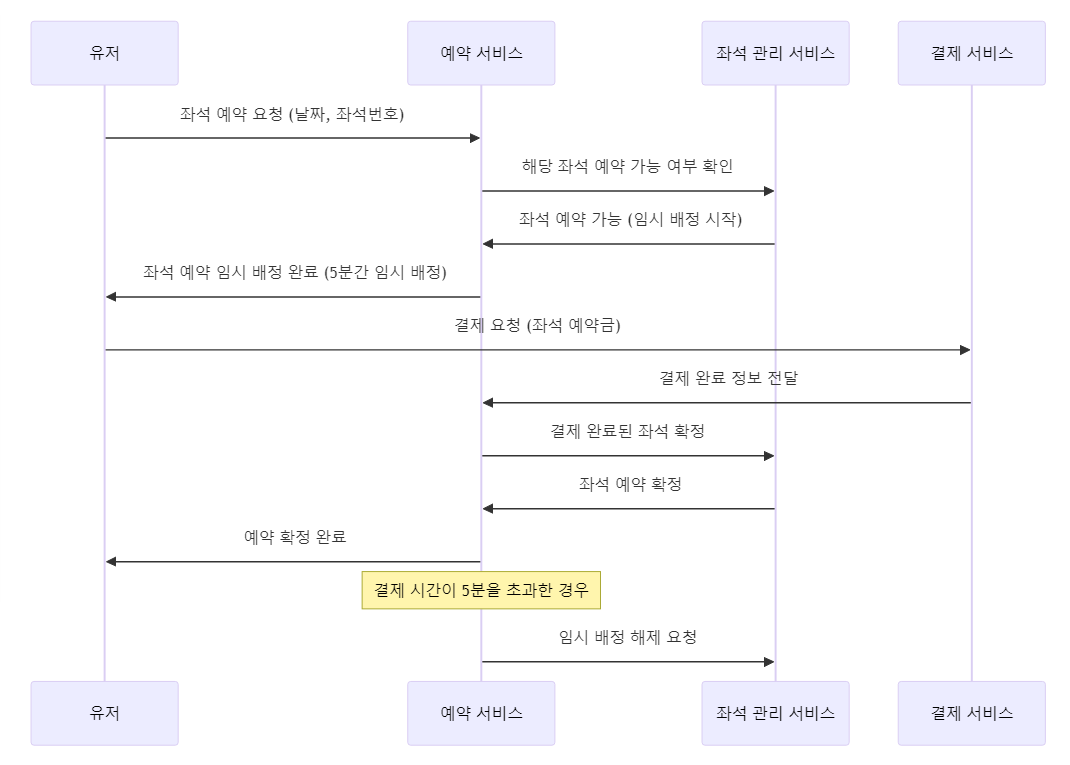 유저
예약 서비스
좌석 관리 서비스
결제 서비스
좌석 예약 요청 (날짜, 좌석번호)
해당 좌석 예약 가능 여부 확인
좌석 예약 가능 (임시 배정 시작)
좌석 예약 임시 배정 완료 (5분간 임시 배정)
결제 요청 (좌석 예약금)
결제 완료 정보 전달
결제 완료된 좌석 확정
좌석 예약 확정
예약 확정 완료
결제 시간이 5분을 초과한 경우
임시 배정 해제 요청
유저
예약 서비스
좌석 관리 서비스
결제 서비스